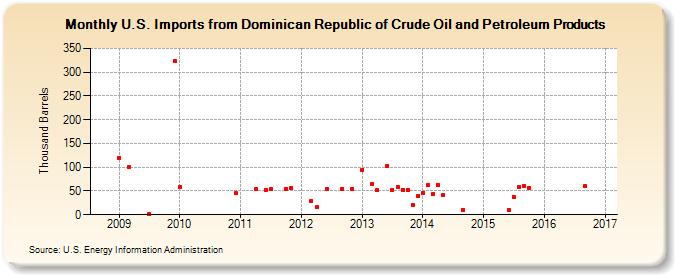 Monthly U.S. Imports from Dominican Republic of Crude Oil and Petroleum Products
Thousand Barrels
350
300
250
200
150
100
50
0
2009 2010 2011 2012 2013 2014 2015 2016 2017
Source: U.S. Energy Information Administration